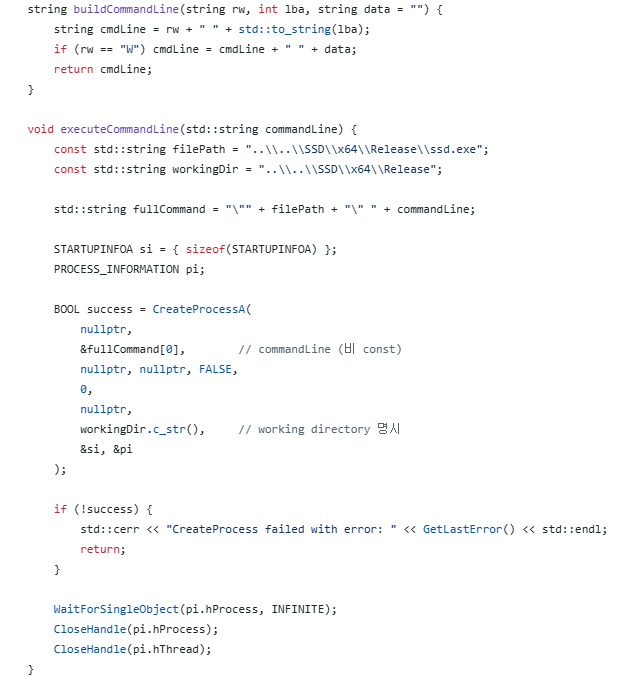 string buildCommandLine(string rw, int lba, string data = "") {
    string cmdLine = rw + " " + std::to_string(lba);
    if (rw == "W") cmdLine = cmdLine + " " + data;
    return cmdLine;
}

void executeCommandLine(std::string commandLine) {
    const std::string filePath = "..\\..\\SSD\\x64\\Release\\ssd.exe";
    const std::string workingDir = "..\\..\\SSD\\x64\\Release";

    std::string fullCommand = "\"" + filePath + "\" " + commandLine;

    STARTUPINFOA si = { sizeof(STARTUPINFOA) };
    PROCESS_INFORMATION pi;

    BOOL success = CreateProcessA(
        nullptr,
        &fullCommand[0],        // commandLine (비 const)
        nullptr, nullptr, FALSE,
        0,
        nullptr,
        workingDir.c_str(),     // working directory 명시
        &si, &pi
    );

    if (!success) {
        std::cerr << "CreateProcess failed with error: " << GetLastError() << std::endl;
        return;
    }

    WaitForSingleObject(pi.hProcess, INFINITE);
    CloseHandle(pi.hProcess);
    CloseHandle(pi.hThread);
}